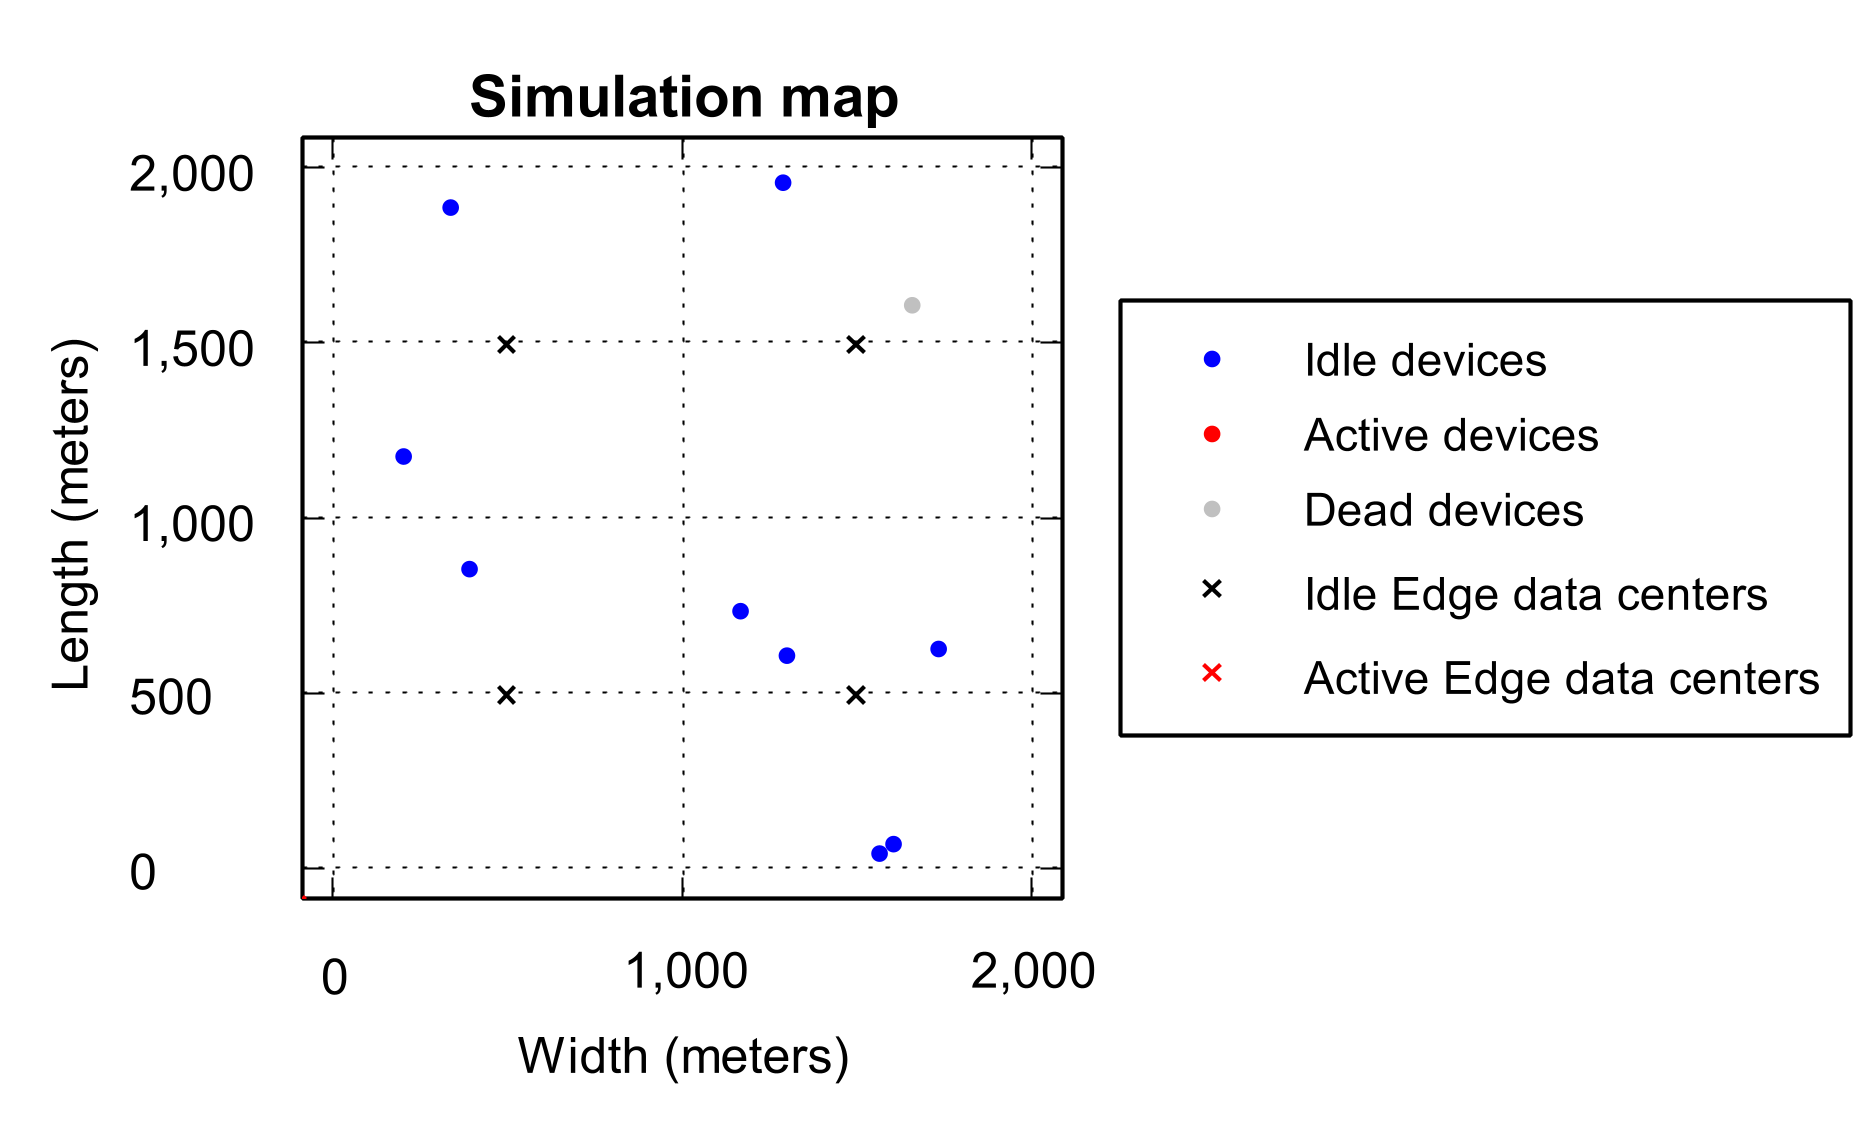 Simulation map
2,000
1,500
1,000
500
0
Length (meters)
0 1,000 2,000
Width (meters)
Idle devices
Active devices
Dead devices
Idle Edge data centers
Active Edge data centers